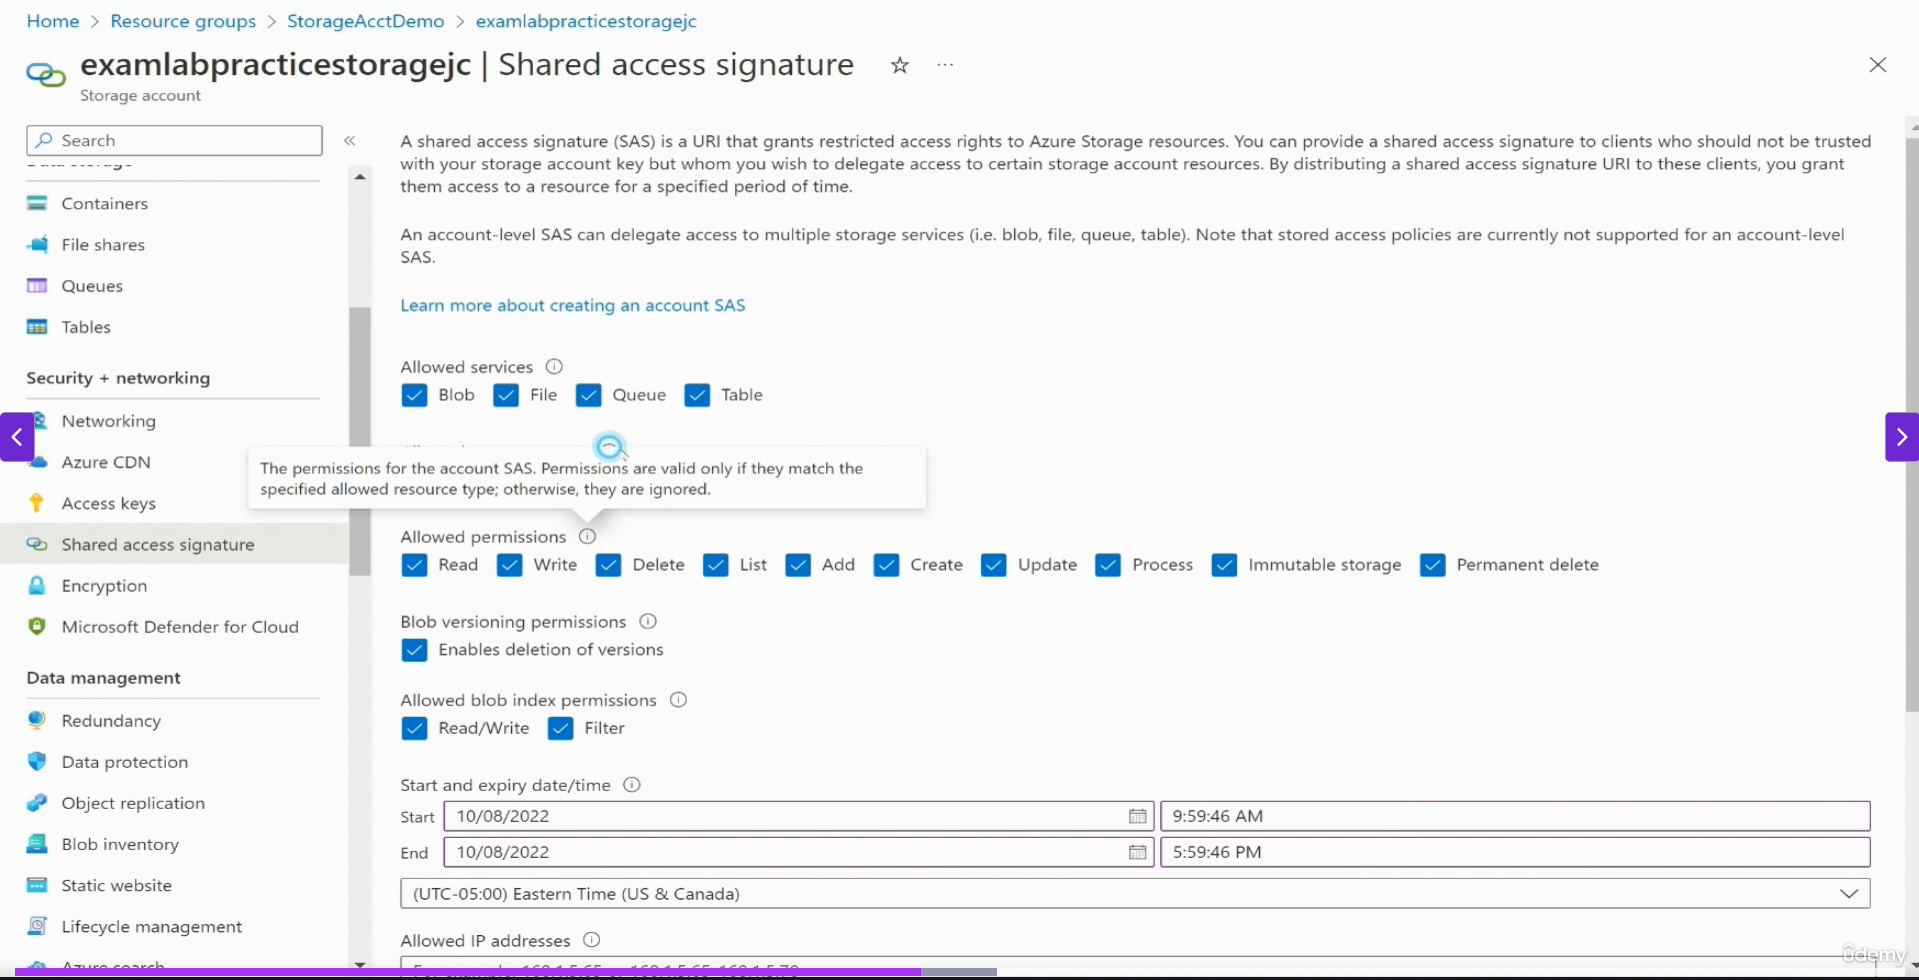 Home > Resource groups > StorageAcctDemo > examlabpracticestoragejc
examlabpracticestoragejc | Shared access signature
Storage account
Search
Containers
File shares
Queues
Tables
Security + networking
Networking
Azure CDN
Access keys
Shared access signature
Encryption
Microsoft Defender for Cloud
Data management
Redundancy
Data protection
Object replication
Blob inventory
Static website
Lifecycle management
Azure search
A shared access signature (SAS) is a URI that grants restricted access rights to Azure Storage resources. You can provide a shared access signature to clients who should not be trusted
with your storage account key but whom you wish to delegate access to certain storage account resources. By distributing a shared access signature URI to these clients, you grant
them access to a resource for a specified period of time.
An account-level SAS can delegate access to multiple storage services (i.e. blob, file, queue, table). Note that stored access policies are currently not supported for an account-level
SAS.
Learn more about creating an account SAS
Allowed services
Blob File Queue Table
The permissions for the account SAS. Permissions are valid only if they match the
specified allowed resource type; otherwise, they are ignored.
Allowed permissions
Read Write Delete List Add Create Update Process Immutable storage Permanent delete
Blob versioning permissions
Enables deletion of versions
Allowed blob index permissions
Read/Write Filter
Start and expiry date/time
Start 10/08/2022 9:59:46 AM
End 10/08/2022 5:59:46 PM
(UTC-05:00) Eastern Time (US & Canada)
Allowed IP addresses
ûdemy